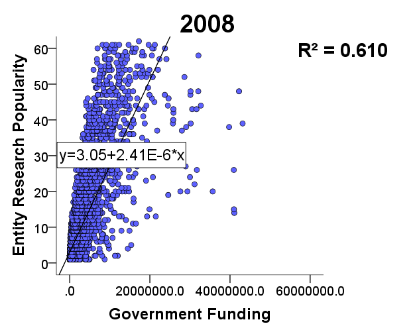 2008
R² = 0.610
Entity Research Popularity
60
50
40
30
20
10
0
y=3.05+2.41E-6*x
.0 20000000.0 40000000.0 60000000.0
Government Funding